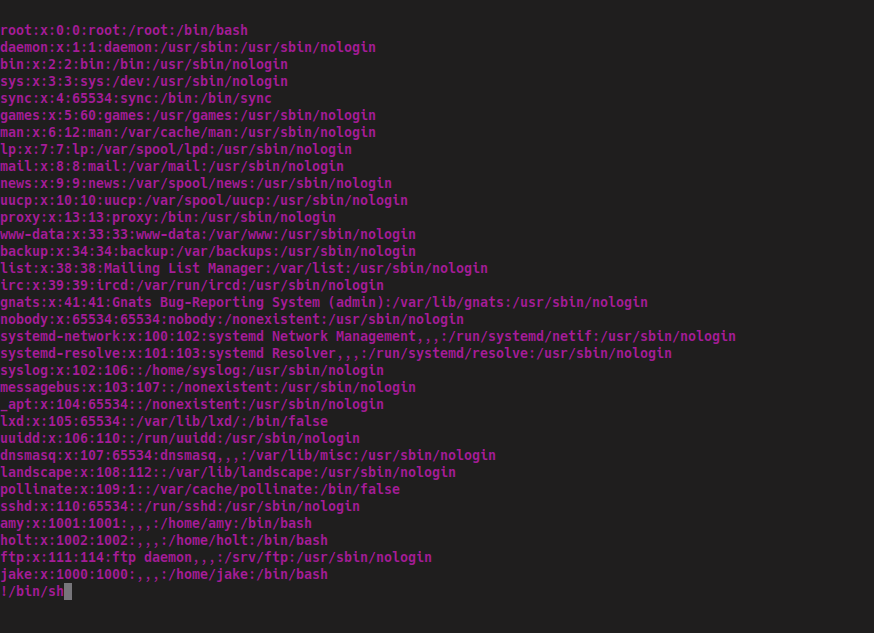 root:x:0:0:root:/root:/bin/bash
daemon:x:1:1:daemon:/usr/sbin:/usr/sbin/nologin
bin:x:2:2:bin:/bin:/usr/sbin/nologin
sys:x:3:3:sys:/dev:/usr/sbin/nologin
sync:x:4:65534:sync:/bin:/bin/sync
games:x:5:60:games:/usr/games:/usr/sbin/nologin
man:x:6:12:man:/var/cache/man:/usr/sbin/nologin
lp:x:7:7:lp:/var/spool/lpd:/usr/sbin/nologin
mail:x:8:8:mail:/var/mail:/usr/sbin/nologin
news:x:9:9:news:/var/spool/news:/usr/sbin/nologin
uucp:x:10:10:uucp:/var/spool/uucp:/usr/sbin/nologin
proxy:x:13:13:proxy:/bin:/usr/sbin/nologin
www-data:x:33:33:www-data:/var/www:/usr/sbin/nologin
backup:x:34:34:backup:/var/backups:/usr/sbin/nologin
list:x:38:38:Mailing List Manager:/var/list:/usr/sbin/nologin
irc:x:39:39:ircd:/var/run/ircd:/usr/sbin/nologin
gnats:x:41:41:Gnats Bug-Reporting System (admin):/var/lib/gnats:/usr/sbin/nologin
nobody:x:65534:65534:nobody:/nonexistent:/usr/sbin/nologin
systemd-network:x:100:102:systemd Network Management,,,:/run/systemd/netif:/usr/sbin/nologin
systemd-resolve:x:101:103:systemd Resolver,,,:/run/systemd/resolve:/usr/sbin/nologin
syslog:x:102:106::/home/syslog:/usr/sbin/nologin
messagebus:x:103:107::/nonexistent:/usr/sbin/nologin
_apt:x:104:65534::/nonexistent:/usr/sbin/nologin
lxd:x:105:65534::/var/lib/lxd/:/bin/false
uuidd:x:106:110::/run/uuidd:/usr/sbin/nologin
dnsmasq:x:107:65534:dnsmasq,,,:/var/lib/misc:/usr/sbin/nologin
landscape:x:108:112::/var/lib/landscape:/usr/sbin/nologin
pollinate:x:109:1::/var/cache/pollinate:/bin/false
sshd:x:110:65534::/run/sshd:/usr/sbin/nologin
amy:x:1001:1001:,,,:/home/amy:/bin/bash
holt:x:1002:1002:,,,:/home/holt:/bin/bash
ftp:x:111:114:ftp daemon,,,:/srv/ftp:/usr/sbin/nologin
jake:x:1000:1000:,,,:/home/jake:/bin/bash
!/bin/sh